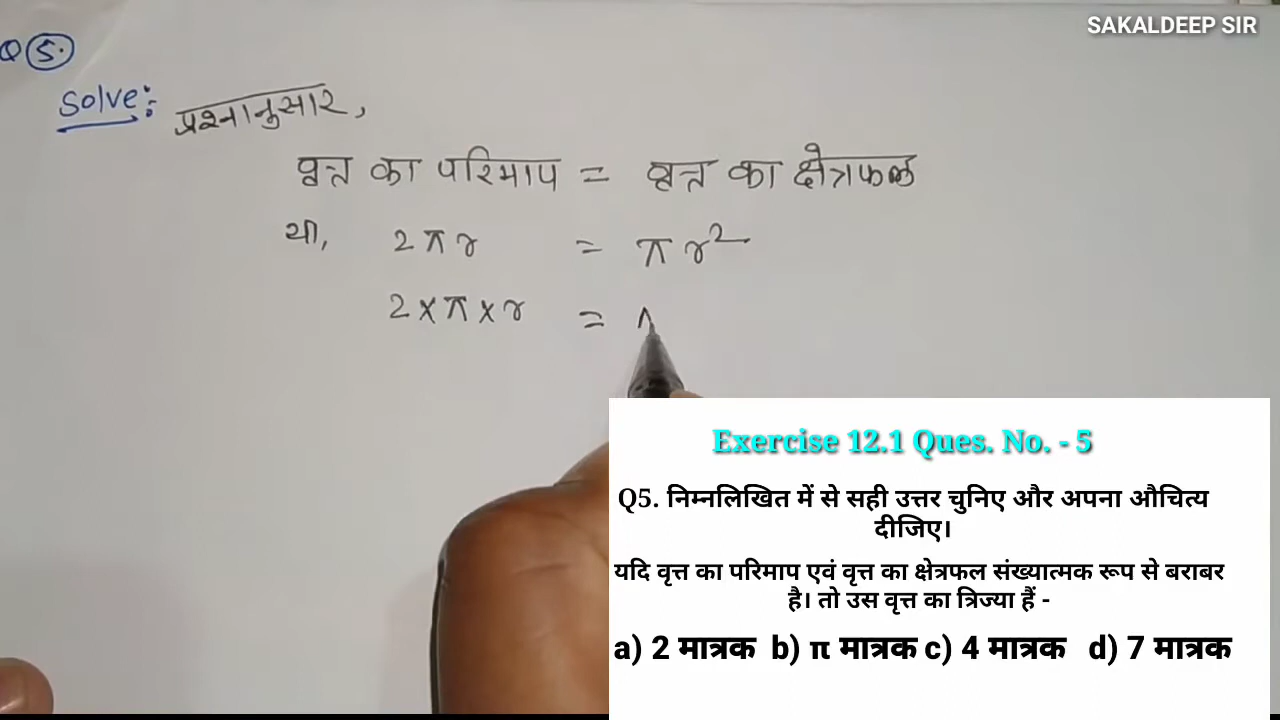 SAKALDEEP SIR
Q 5.
Solve:
प्रश्नानुसार,
वृत्त का परिमाप = वृत्त का क्षेत्रफल
या, 2πr = πr²
2×π×r =
Exercise 12.1 Ques. No. - 5
Q5. निम्नलिखित में से सही उत्तर चुनिए और अपना औचित्य
दीजिए।
यदि वृत्त का परिमाप एवं वृत्त का क्षेत्रफल संख्यात्मक रूप से बराबर
है। तो उस वृत्त का त्रिज्या हैं -
a) 2 मात्रक b) π मात्रक c) 4 मात्रक d) 7 मात्रक